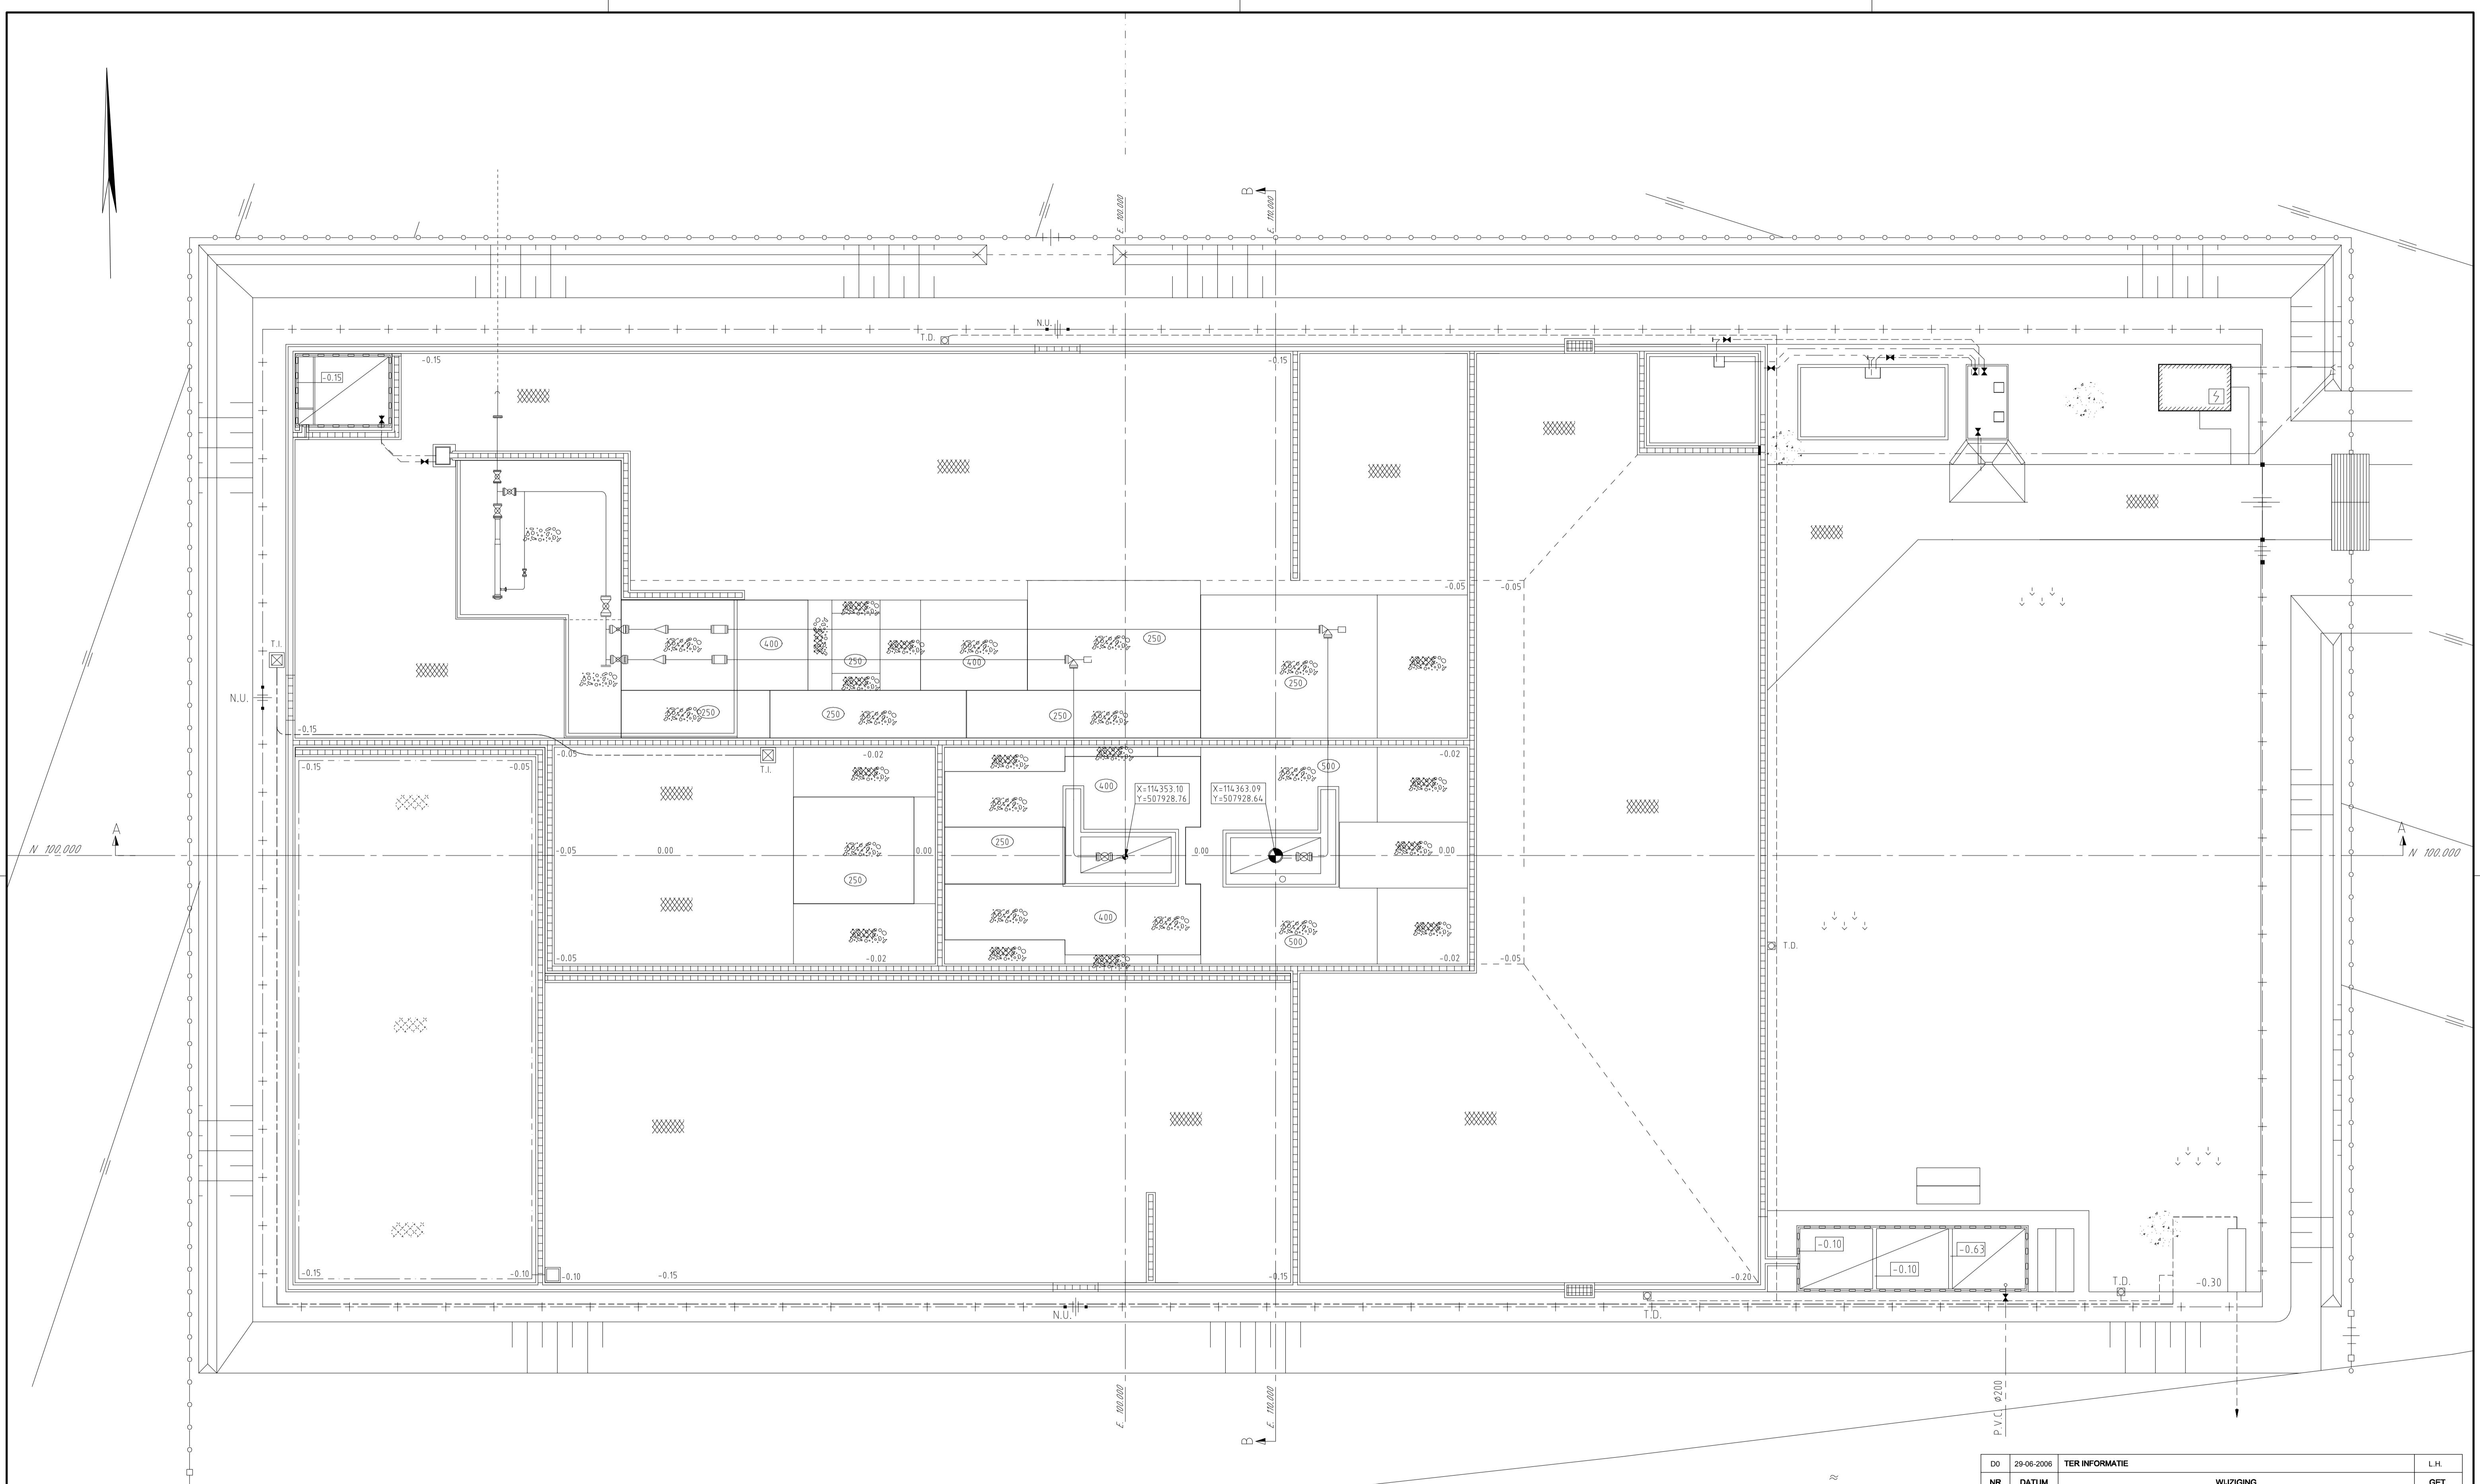 E. 100.000
B
E. 110.000
N.U.
T.D.
-0.15
-0.15
-0.15
-0.05
-0.05
T.I.
400
250
400
250
250
N.U.
250
250
250
-0.15
-0.15
-0.05
-0.05
T.I.
-0.02
500
-0.02
400
X=114353.10
Y=507928.76
X=114363.09
Y=507928.64
A
N 100.000
-0.05
0.00
0.00
250
0.00
0.00
A
N 100.000
250
400
500
-0.05
-0.02
-0.02
-0.05
T.D.
-0.10
-0.63
-0.10
-0.15
-0.10
-0.10
-0.15
-0.15
-0.20
T.D.
-0.30
N.U.
T.D.
E. 100.000
E. 110.000
B
P.V.C. ø200
D0 29-06-2006 TER INFORMATIE L.H.
NR DATUM WIJZIGING GET